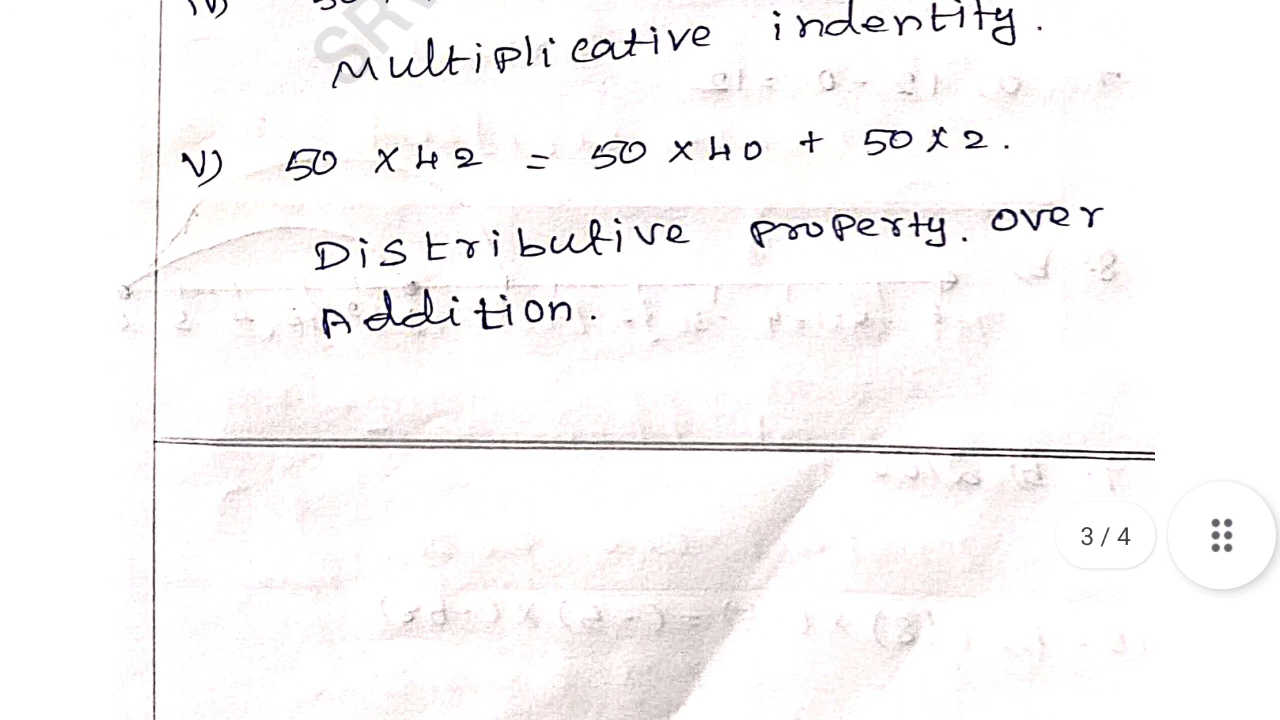 Multiplicative indentity.
V) 50 × 42 = 50 × 40 + 50 × 2.
Distributive property. over
Addition.
3 / 4